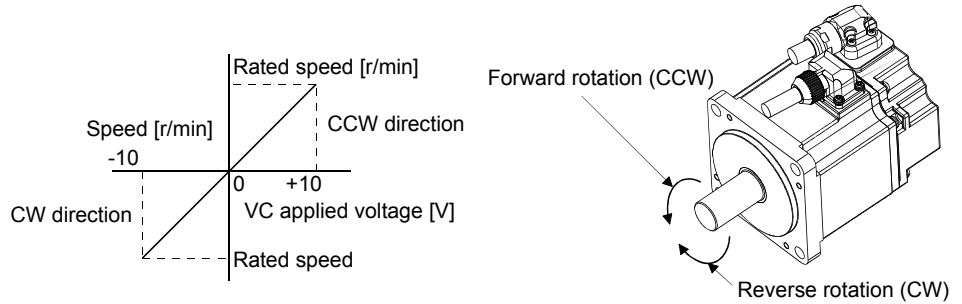 Rated speed [r/min]
Speed [r/min]
CCW direction
-10
0
+10
CW direction
VC applied voltage [V]
Rated speed
Forward rotation (CCW)
Reverse rotation (CW)